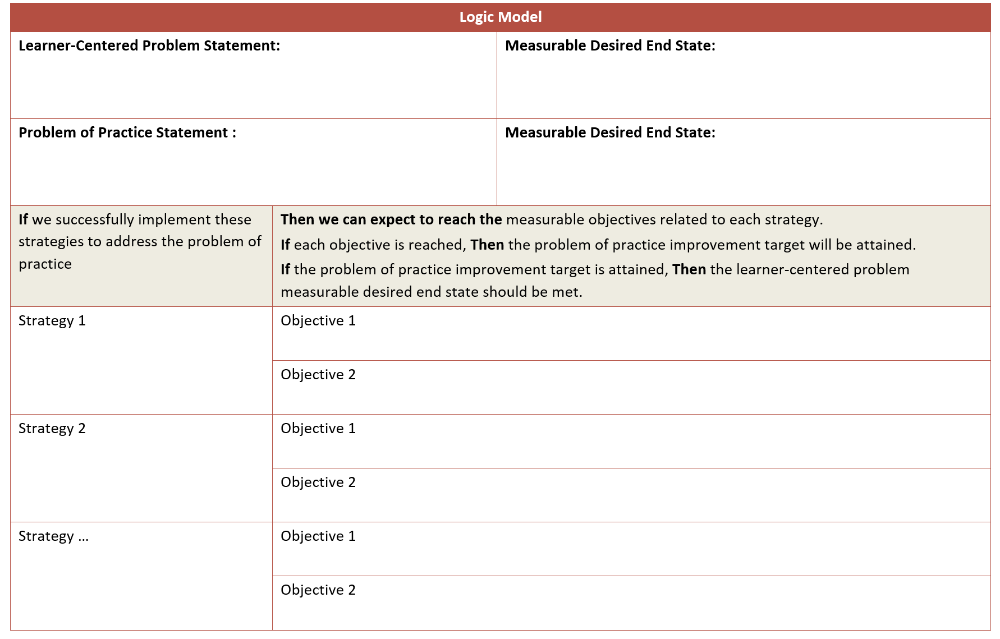 Logic Model
Learner-Centered Problem Statement:
Measurable Desired End State:
Problem of Practice Statement :
Measurable Desired End State:
If we successfully implement these
strategies to address the problem of
practice
Then we can expect to reach the measurable objectives related to each strategy.
If each objective is reached, Then the problem of practice improvement target will be attained.
If the problem of practice improvement target is attained, Then the learner-centered problem
measurable desired end state should be met.
Strategy 1
Objective 1
Objective 2
Strategy 2
Objective 1
Objective 2
Strategy ...
Objective 1
Objective 2